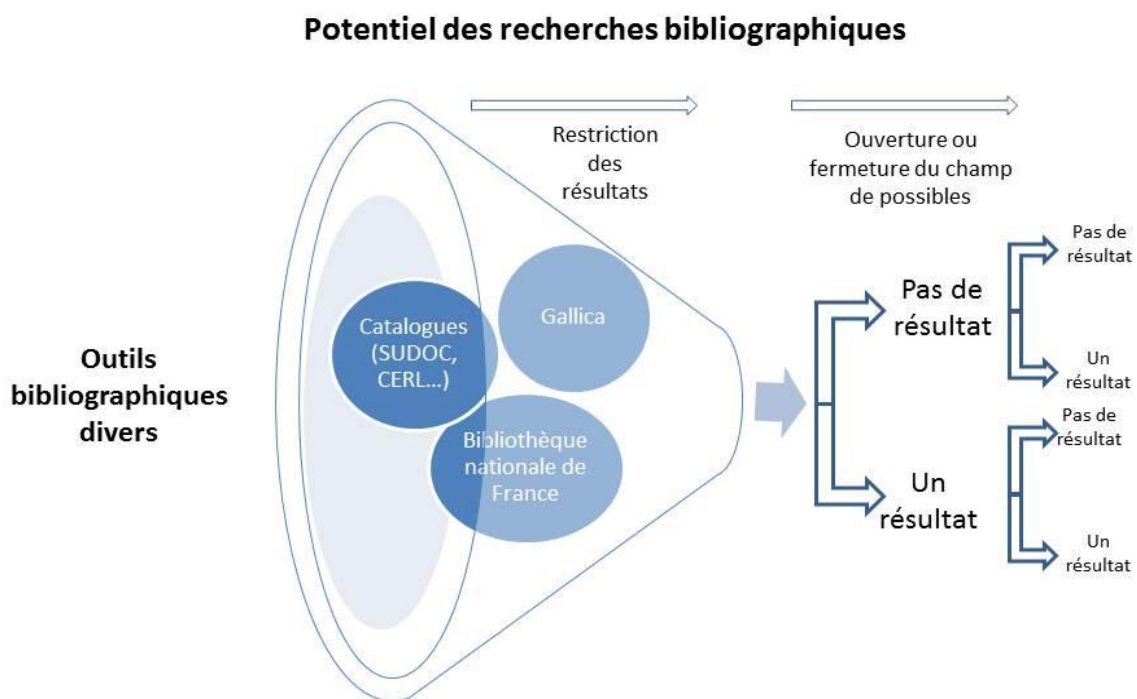 Potentiel des recherches bibliographiques
Restriction
des
résultats
Ouverture ou
fermeture du champ
de possibles
Outils
bibliographiques
divers
Catalogues
(SUDOC,
CERL...)
Gallica
Bibliothèque
nationale de
France
Pas de
résultat
Un
résultat
Pas de
résultat
Un
résultat
Pas de
résultat
Un
résultat